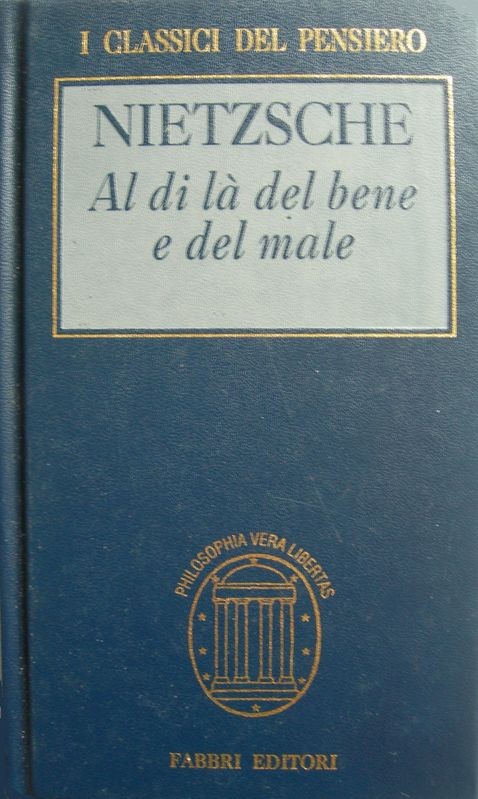 I CLASSICI DEL PENSIERO
NIETZSCHE
Al di là del bene
e del male
PHILOSOPHIA VERA LIBERTAS
FABBRI EDITORI